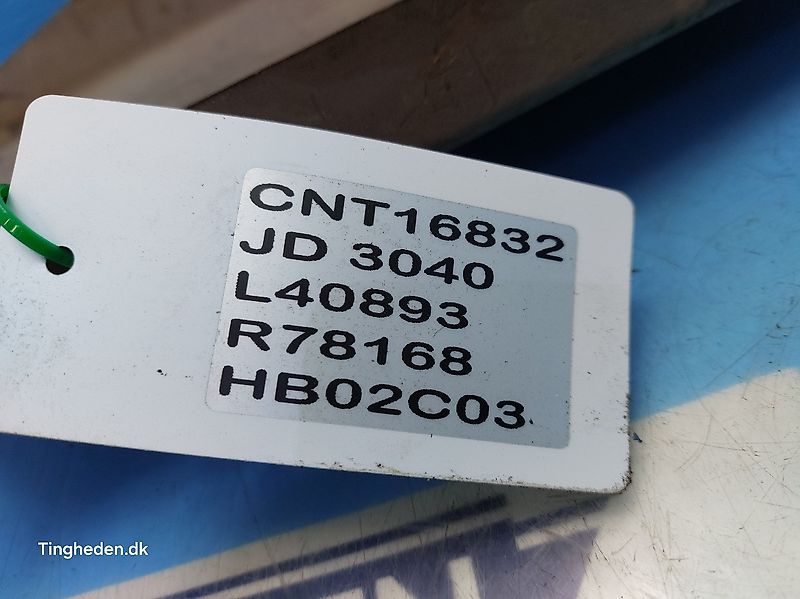 CNT16832
JD 3040
L40893
R78168
HB02C03
Tingheden.dk